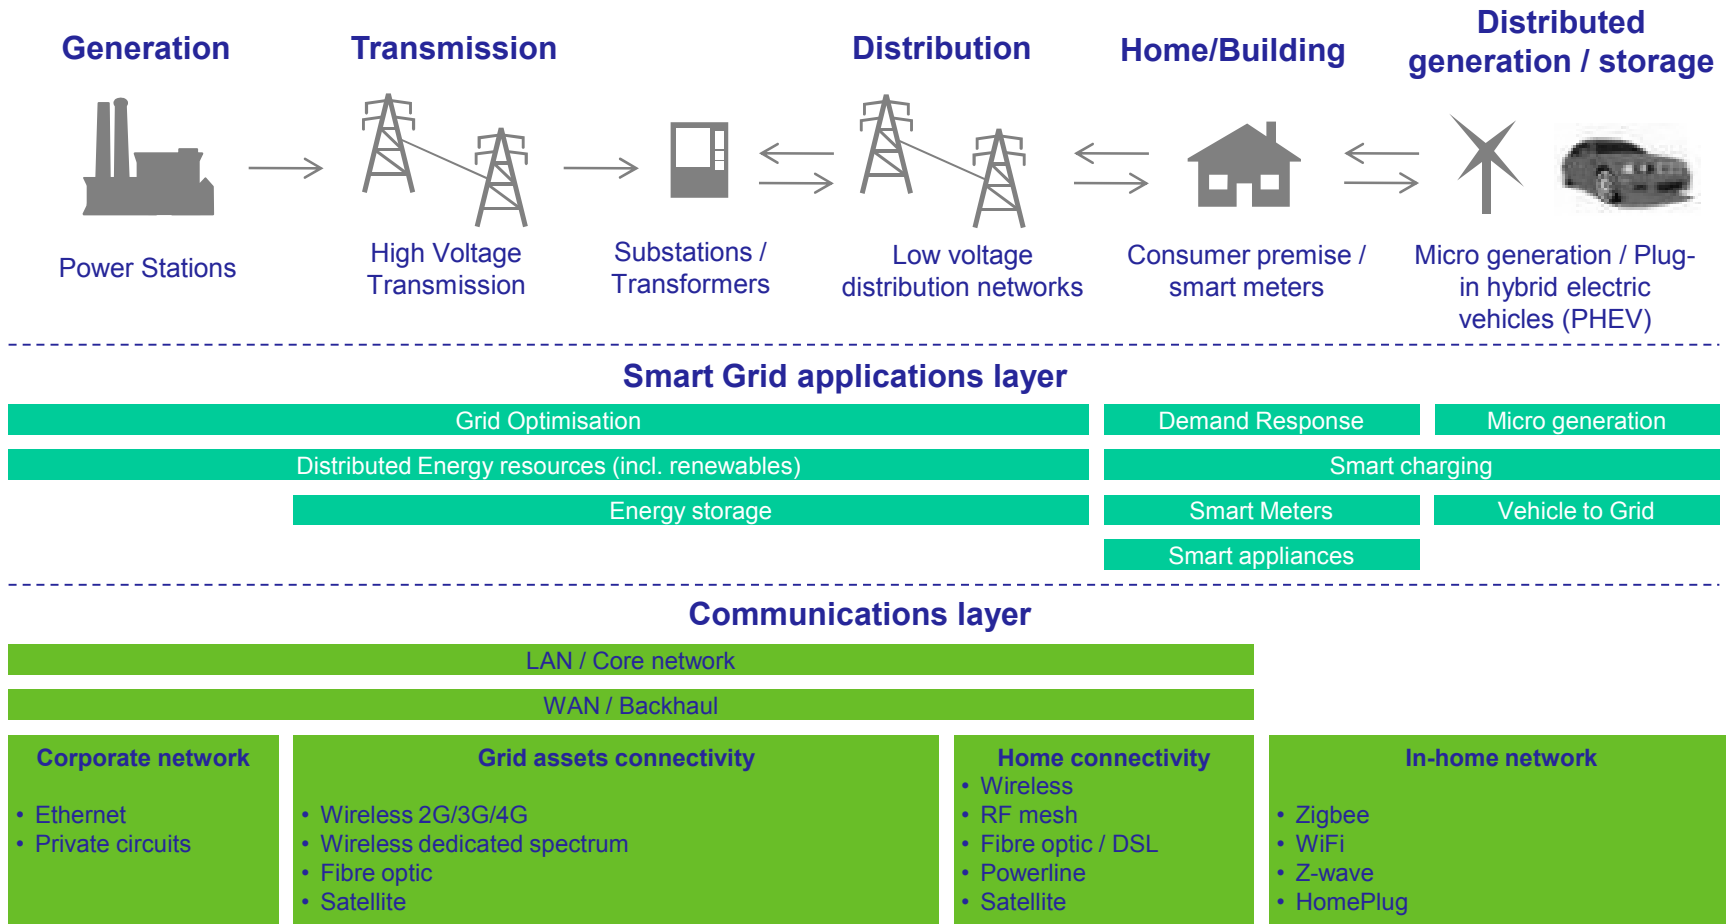 Generation
Transmission
Distribution
Home/Building
Distributed
generation / storage
Power Stations
High Voltage
Transmission
Substations /
Transformers
Low voltage
distribution networks
Consumer premise /
smart meters
Micro generation / Plug-
in hybrid electric
vehicles (PHEV)
Smart Grid applications layer
Grid Optimisation
Demand Response
Micro generation
Distributed Energy resources (incl. renewables)
Smart charging
Energy storage
Smart Meters
Vehicle to Grid
Smart appliances
Communications layer
LAN / Core network
WAN / Backhaul
Corporate network
• Ethernet
• Private circuits
Grid assets connectivity
• Wireless 2G/3G/4G
• Wireless dedicated spectrum
• Fibre optic
• Satellite
Home connectivity
• Wireless
• RF mesh
• Fibre optic / DSL
• Powerline
• Satellite
In-home network
• Zigbee
• WiFi
• Z-wave
• HomePlug